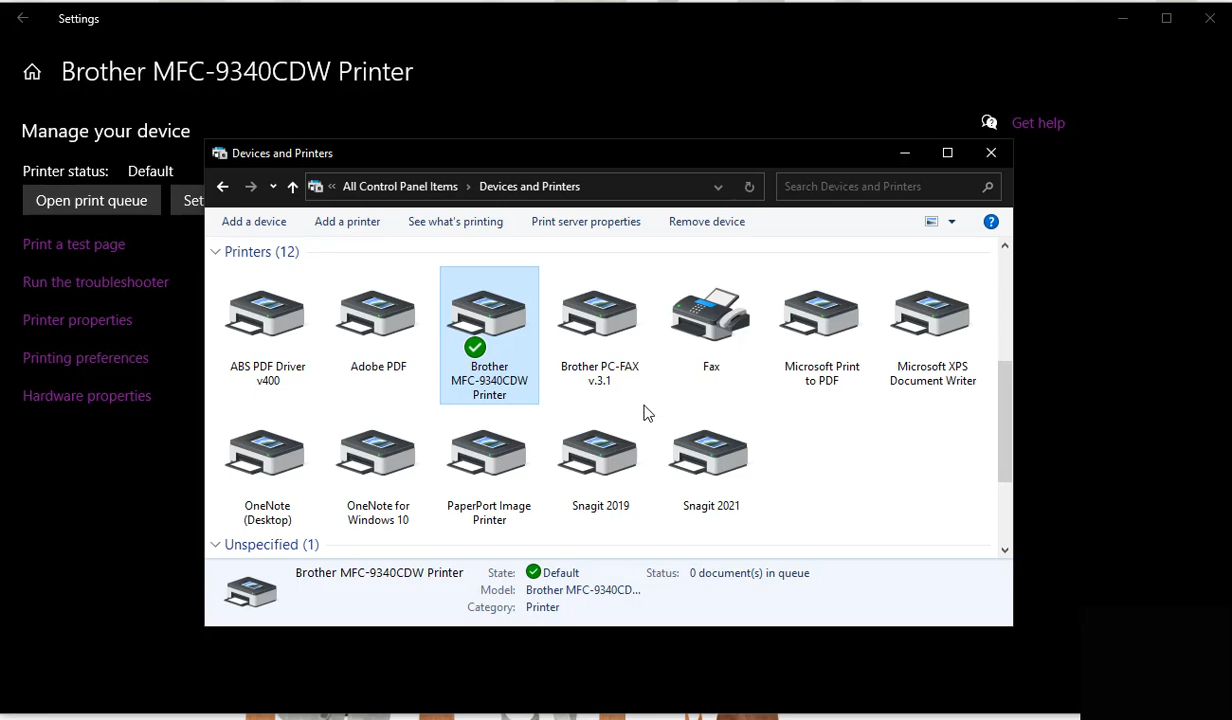 Settings
Brother MFC-9340CDW Printer
Manage your device
Get help
Printer status: Default
Open print queue
Set
Print a test page
Run the troubleshooter
Printer properties
Printing preferences
Hardware properties
Devices and Printers
« All Control Panel Items > Devices and Printers
Search Devices and Printers
Add a device Add a printer See what's printing Print server properties Remove device
Printers (12)
ABS PDF Driver
v400
Adobe PDF
Brother
MFC-9340CDW
Printer
Brother PC-FAX
v.3.1
Fax
Microsoft Print
to PDF
Microsoft XPS
Document Writer
OneNote
(Desktop)
OneNote for
Windows 10
PaperPort Image
Printer
Snagit 2019
Snagit 2021
Unspecified (1)
Brother MFC-9340CDW Printer State: Default Status: 0 document(s) in queue
Model: Brother MFC-9340CD...
Category: Printer